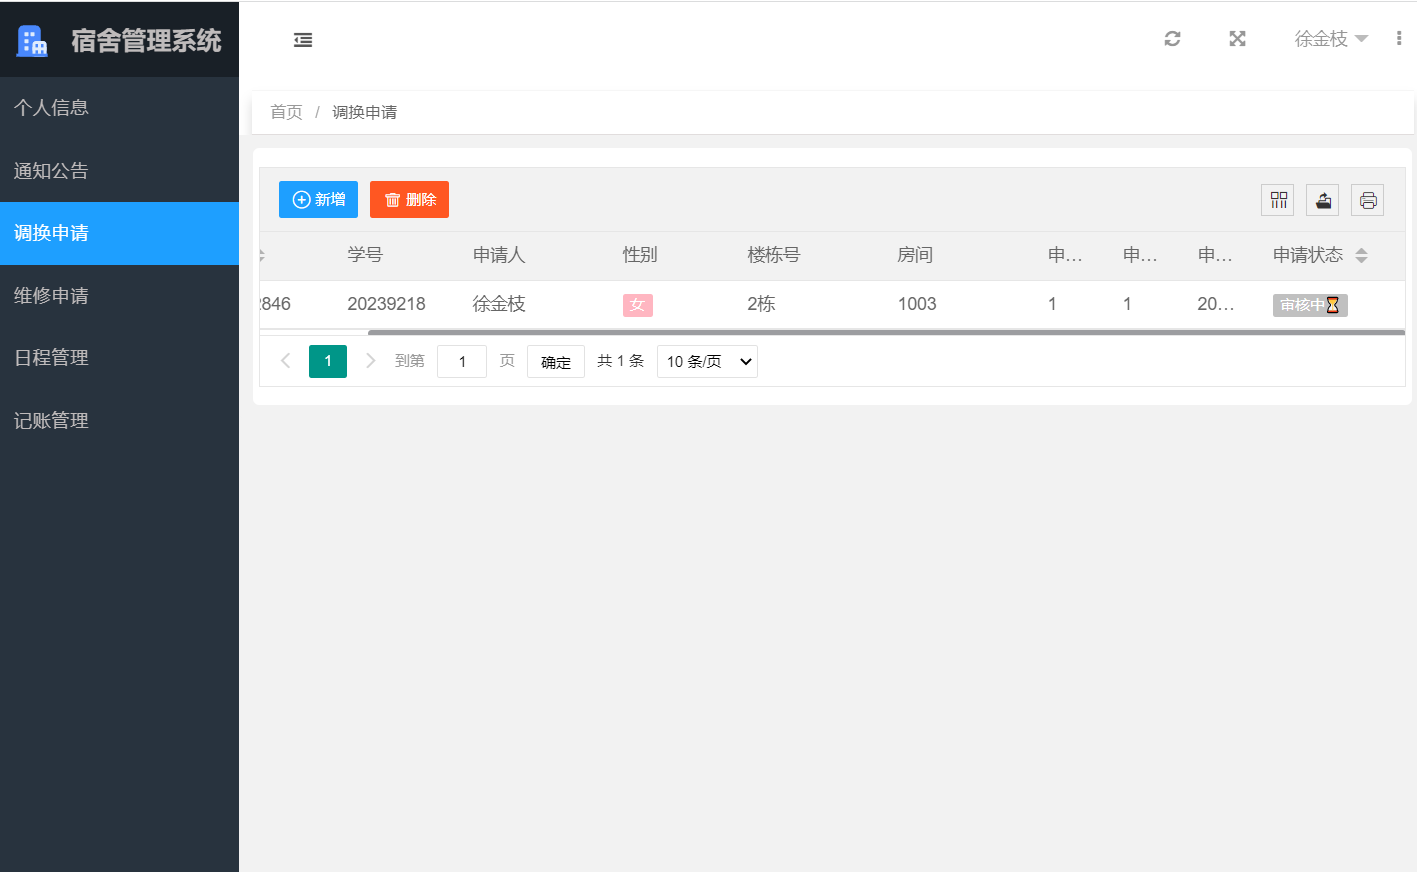 宿舍管理系统
徐金枝
个人信息
通知公告
调换申请
维修申请
日程管理
记账管理
首页 / 调换申请
新增 删除
学号 申请人 性别 楼栋号 房间 申... 申... 申... 申请状态
2846 20239218 徐金枝 女 2栋 1003 1 1 20... 审核中
1 到第 1 页 确定 共 1 条 10 条/页